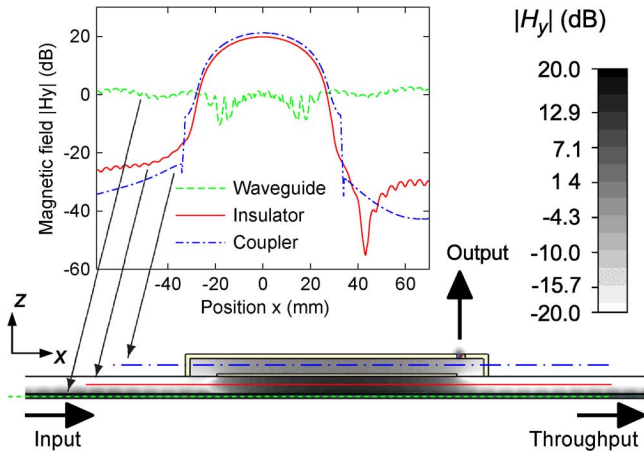 |Hy| (dB)
Magnetic field |Hy| (dB)
20
0
-20
-40
-60
-40 -20 0 20 40 60
Position x (mm)
Waveguide
Insulator
Coupler
20.0
12.9
7.1
1 4
-4.3
-10.0
-15.7
-20.0
Output
z
x
Input
Throughput